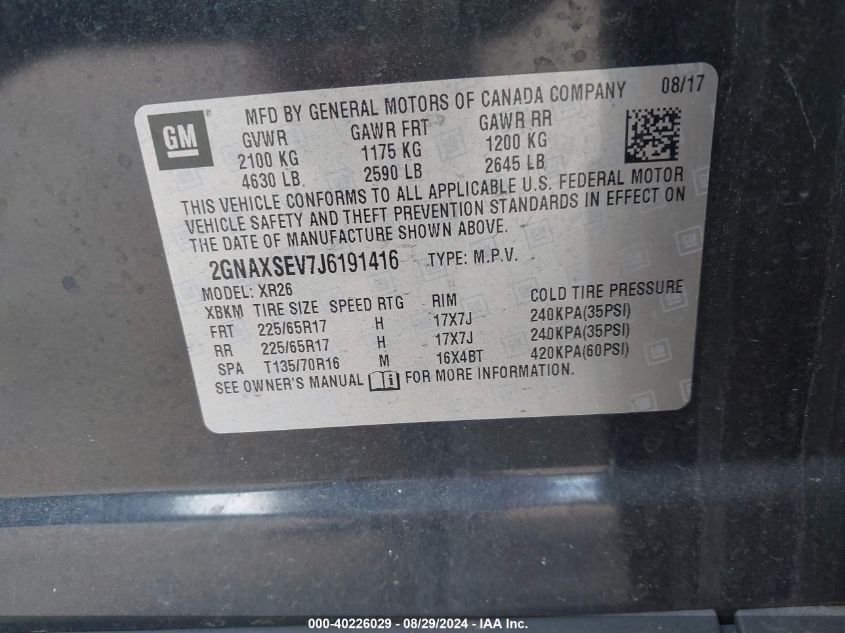 GM
MFD BY GENERAL MOTORS OF CANADA COMPANY 08/17
GVWR GAWR FRT GAWR RR
2100 KG 1175 KG 1200 KG
4630 LB 2590 LB 2645 LB
THIS VEHICLE CONFORMS TO ALL APPLICABLE U.S. FEDERAL MOTOR
VEHICLE SAFETY AND THEFT PREVENTION STANDARDS IN EFFECT ON
THE DATE OF MANUFACTURE SHOWN ABOVE.
2GNAXSEV7J6191416 TYPE: M.P.V.
MODEL: XR26
XBKM TIRE SIZE SPEED RTG RIM COLD TIRE PRESSURE
FRT 225/65R17 H 17X7J 240KPA(35PSI)
RR 225/65R17 H 17X7J 240KPA(35PSI)
SPA T135/70R16 M 16X4BT 420KPA(60PSI)
SEE OWNER'S MANUAL i FOR MORE INFORMATION.
000-40226029 - 08/29/2024 - IAA Inc.